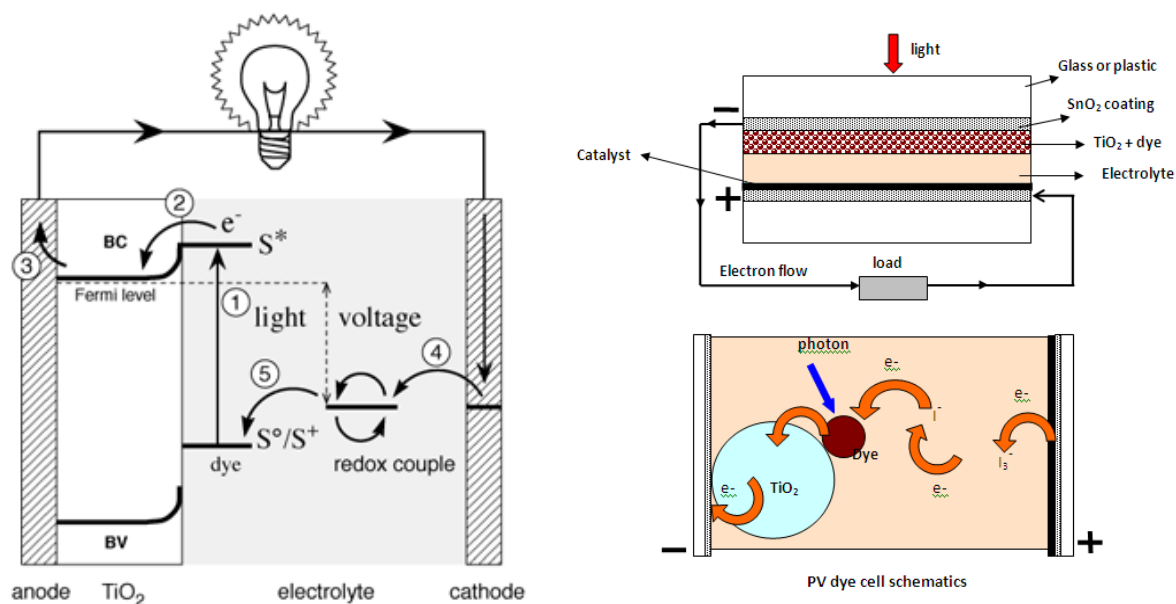 BC
②
e⁻
S*
③
Fermi level
①
light
voltage
④
⑤
S°/S⁺
dye
redox couple
BV
anode
TiO₂
electrolyte
cathode
light
Glass or plastic
SnO₂ coating
TiO₂ + dye
Catalyst
Electrolyte
−
+
Electron flow
load
photon
e-
e-
I⁻
Dye
I₃⁻
e-
TiO₂
e-
−
+
PV dye cell schematics